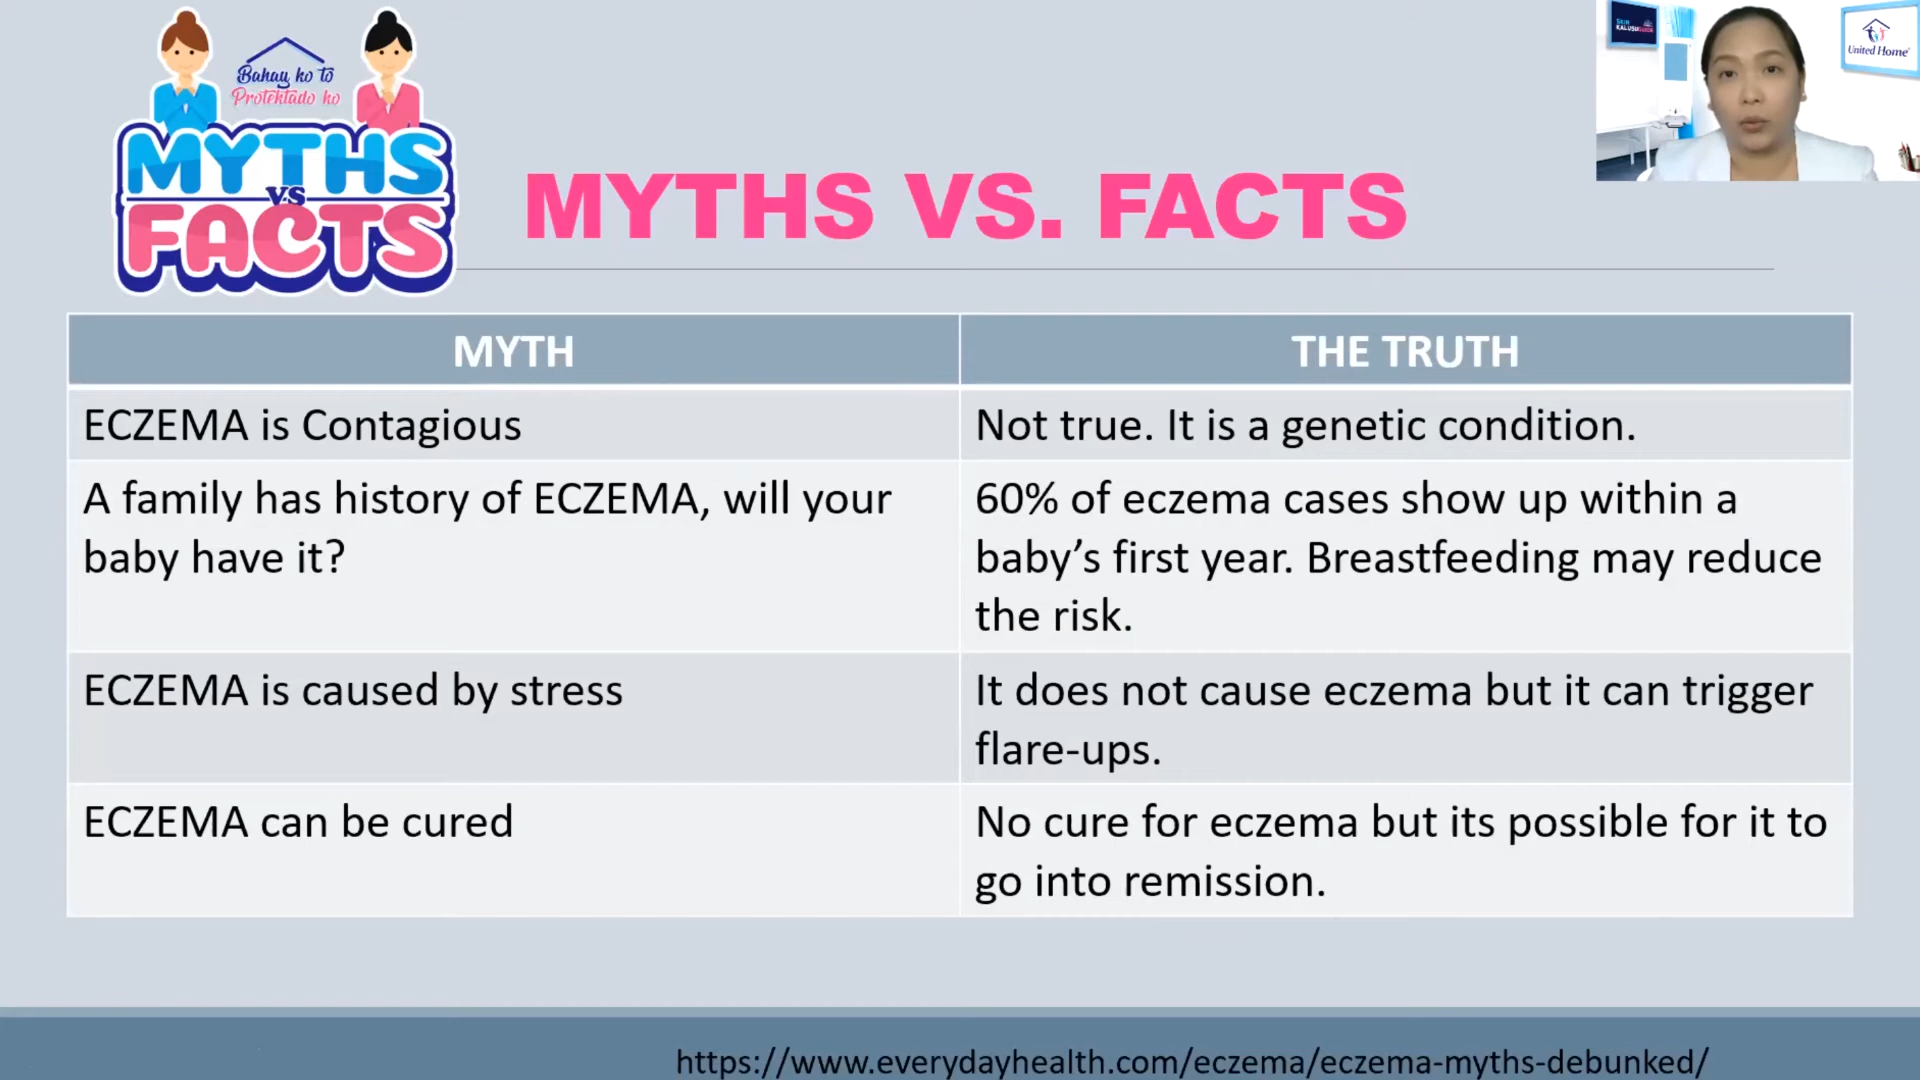 Bahay ko to
Protektado ko
MYTHS
VS
FACTS
MYTHS VS. FACTS
SKIN
KALUSUGUIDE
United Home
MYTH
THE TRUTH
ECZEMA is Contagious
Not true. It is a genetic condition.
A family has history of ECZEMA, will your
baby have it?
60% of eczema cases show up within a
baby’s first year. Breastfeeding may reduce
the risk.
ECZEMA is caused by stress
It does not cause eczema but it can trigger
flare-ups.
ECZEMA can be cured
No cure for eczema but its possible for it to
go into remission.
https://www.everydayhealth.com/eczema/eczema-myths-debunked/